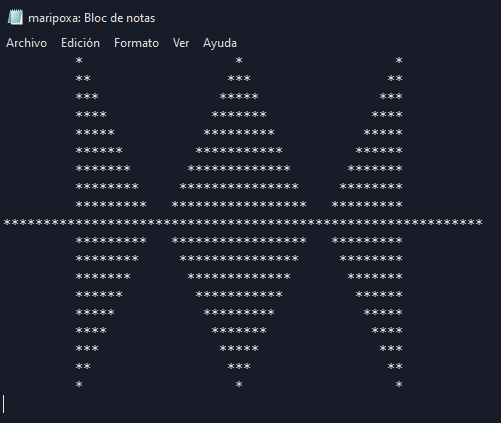 maripoxa: Bloc de notas
Archivo Edición Formato Ver Ayuda
         *                   *                   *
         **                 ***                 **
         ***               *****               ***
         ****             *******             ****
         *****           *********           *****
         ******         ***********         ******
         *******       *************       *******
         ********     ***************     ********
         *********   *****************   *********
************************************************************
         *********   *****************   *********
         ********     ***************     ********
         *******       *************       *******
         ******         ***********         ******
         *****           *********           *****
         ****             *******             ****
         ***               *****               ***
         **                 ***                 **
         *                   *                   *